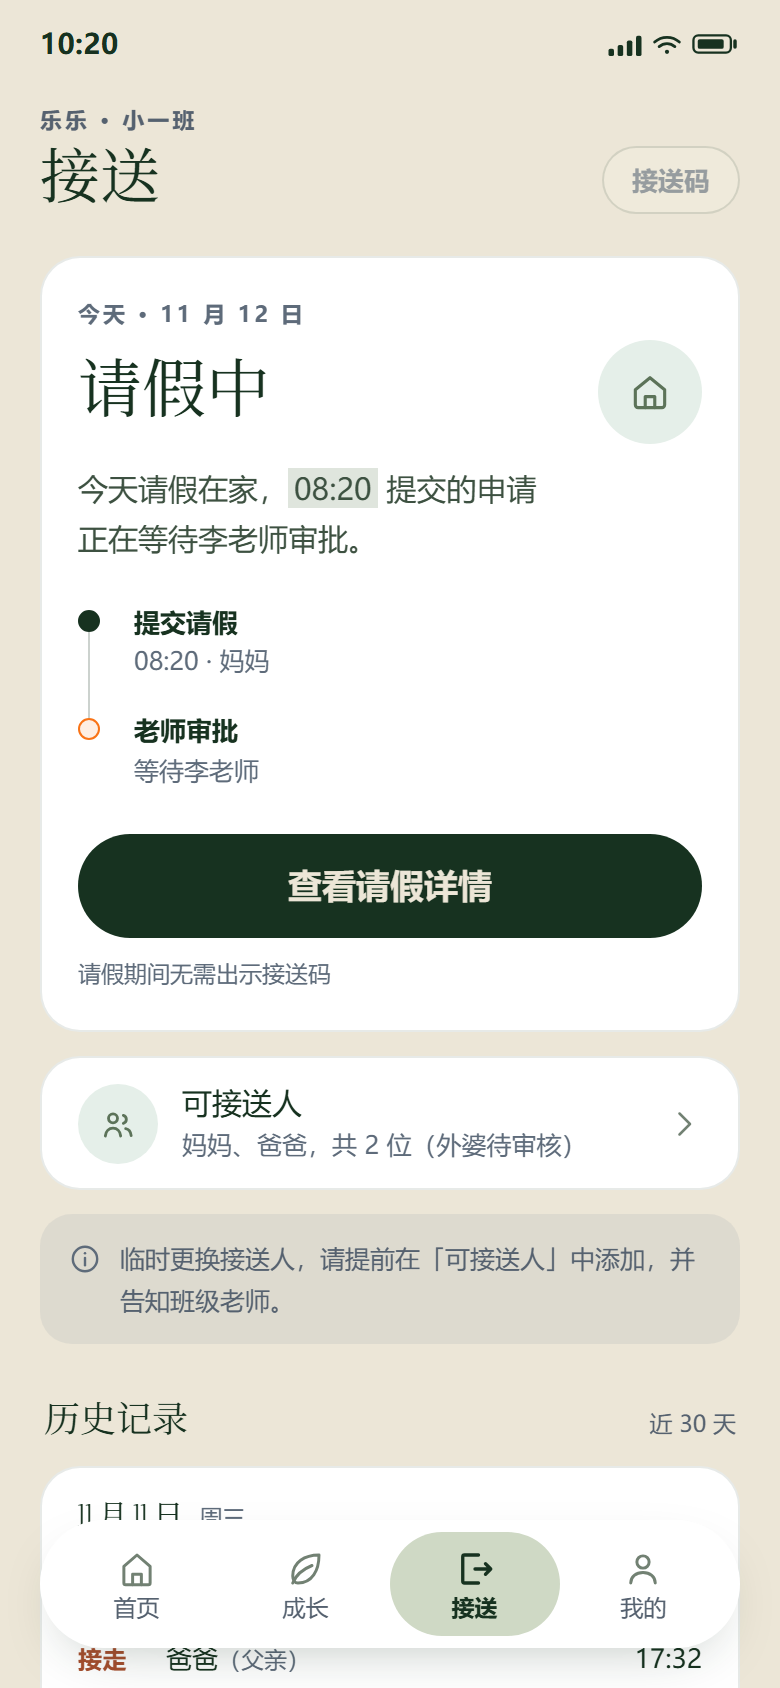 10:20
乐乐 • 小一班
接送
接送码
今天 • 11 月 12 日
请假中
今天请假在家，08:20 提交的申请
正在等待李老师审批。
提交请假
08:20 · 妈妈
老师审批
等待李老师
查看请假详情
请假期间无需出示接送码
可接送人
妈妈、爸爸，共 2 位（外婆待审核）
临时更换接送人，请提前在「可接送人」中添加，并
告知班级老师。
历史记录
近 30 天
11 月 11 日 周三
首页
成长
接送
我的
接走 爸爸（父亲） 17:32